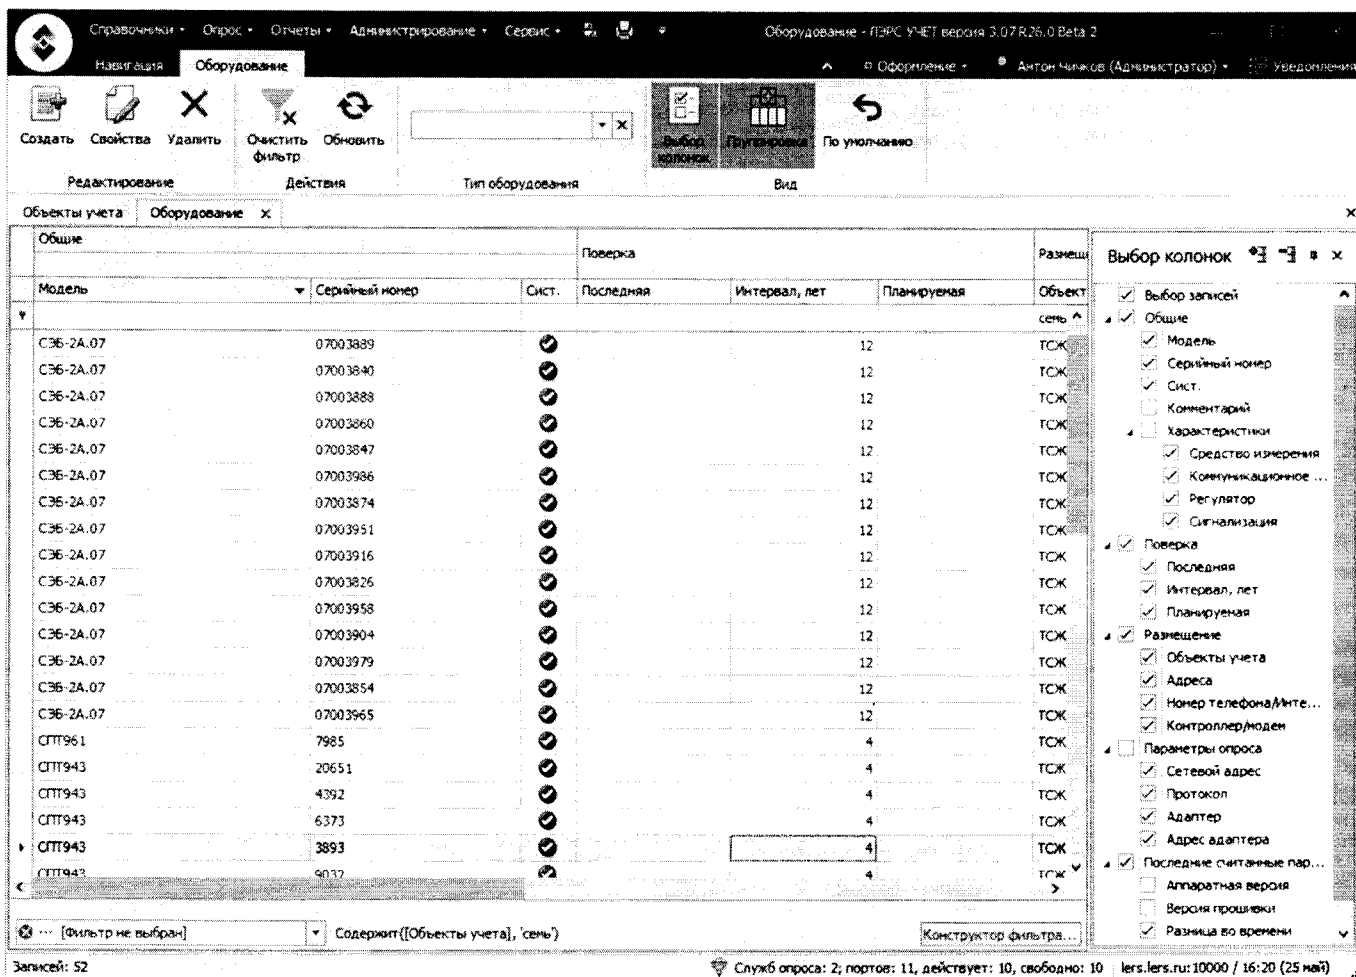 Справочники Опрос Отчеты Администрирование Сервис Оборудование - ЛЭРС УЧЕТ версия 3.07 R26.0 Beta 2
Навигация Оборудование Оформление Антон Чичков (Администратор) Уведомления
Создать Свойства Удалить Очистить фильтр Обновить Выбор колонок Группировка По умолчанию
Редактирование Действия Тип оборудования Вид
Объекты учета Оборудование
Общие Поверка Размещ
Модель Серийный номер Сист. Последняя Интервал, лет Планируемая Объект
семь
СЭБ-2А.07 07003889 12 ТСЖ
СЭБ-2А.07 07003840 12 ТСЖ
СЭБ-2А.07 07003888 12 ТСЖ
СЭБ-2А.07 07003860 12 ТСЖ
СЭБ-2А.07 07003847 12 ТСЖ
СЭБ-2А.07 07003986 12 ТСЖ
СЭБ-2А.07 07003874 12 ТСЖ
СЭБ-2А.07 07003951 12 ТСЖ
СЭБ-2А.07 07003916 12 ТСЖ
СЭБ-2А.07 07003826 12 ТСЖ
СЭБ-2А.07 07003958 12 ТСЖ
СЭБ-2А.07 07003904 12 ТСЖ
СЭБ-2А.07 07003979 12 ТСЖ
СЭБ-2А.07 07003854 12 ТСЖ
СЭБ-2А.07 07003965 12 ТСЖ
СПТ961 7985 4 ТСЖ
СПТ943 20651 4 ТСЖ
СПТ943 4392 4 ТСЖ
СПТ943 6373 4 ТСЖ
СПТ943 3893 4 ТСЖ
СПТ943 9032 4 ТСЖ
Выбор колонок
Выбор записей
Общие
Модель
Серийный номер
Сист.
Комментарий
Характеристики
Средство измерения
Коммуникационное ...
Регулятор
Сигнализация
Поверка
Последняя
Интервал, лет
Планируемая
Размещение
Объекты учета
Адреса
Номер телефона/Инте...
Контроллер/модем
Параметры опроса
Сетевой адрес
Протокол
Адаптер
Адрес адаптера
Последние считанные пар...
Аппаратная версия
Версия прошивки
Разница во времени
[Фильтр не выбран] Содержит([Объекты учета], 'семь') Конструктор фильтра...
Записей: 52 Служб опроса: 2; портов: 11, действует: 10, свободно: 10 lers.lers.ru:10000 / 16:20 (25 май)